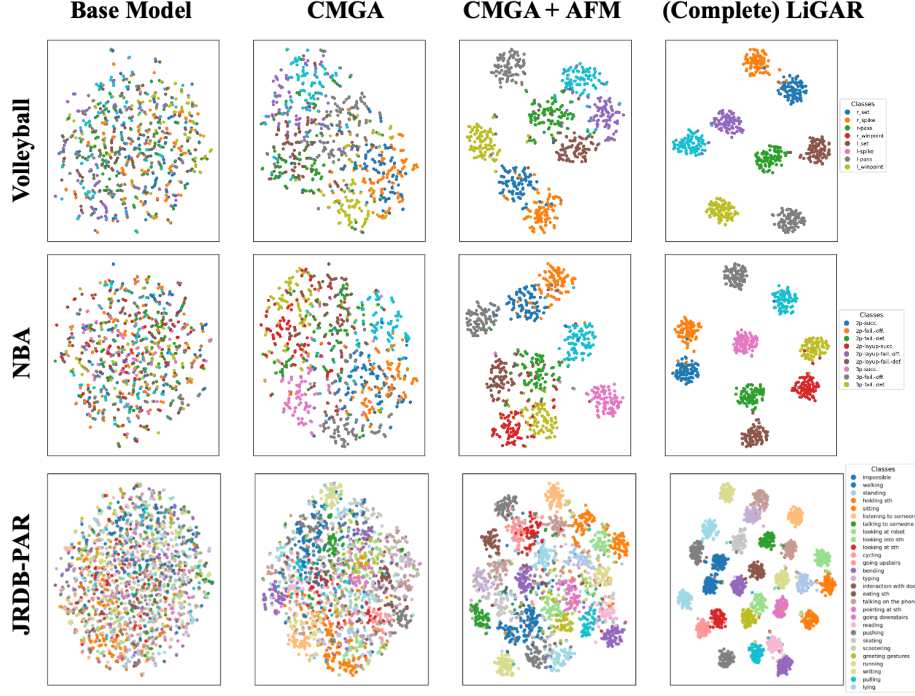 Base Model CMGA CMGA + AFM (Complete) LiGAR
Volleyball
Classes
r_set
r_spike
r-pass
r_winpoint
l_set
l-spike
l-pass
l_winpoint
NBA
Classes
2p-succ.
2p-fail.-off.
2p-fail.-def.
2p-layup-succ.
2p-layup-fail.-off.
2p-layup-fail.-def.
3p-succ.
3p-fail.-off.
3p-fail.-def.
JRDB-PAR
Classes
impossible
walking
standing
holding sth
sitting
listening to someon
talking to someone
looking at robot
looking into sth
looking at sth
cycling
going upstairs
bending
typing
interaction with doo
eating sth
talking on the phon
pointing at sth
going downstairs
reading
pushing
skating
scootering
greeting gestures
running
writing
pulling
lying